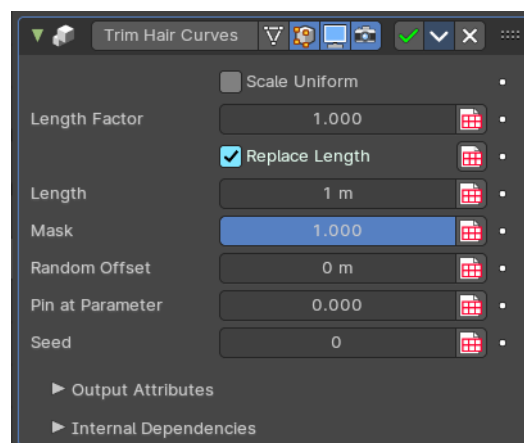 Trim Hair Curves
Scale Uniform
Length Factor 1.000
Replace Length
Length 1 m
Mask 1.000
Random Offset 0 m
Pin at Parameter 0.000
Seed 0
Output Attributes
Internal Dependencies